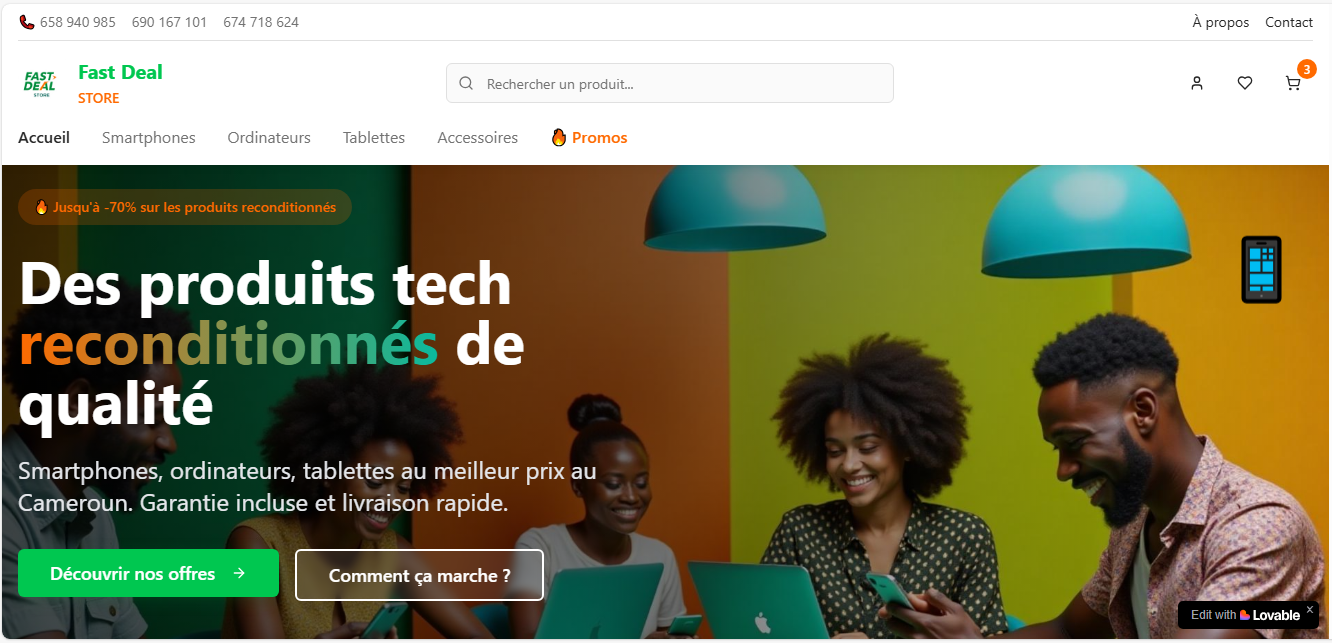 658 940 985 690 167 101 674 718 624
À propos Contact
FAST
DEAL
STORE
Fast Deal
STORE
Rechercher un produit...
3
Accueil Smartphones Ordinateurs Tablettes Accessoires Promos
Jusqu'à -70% sur les produits reconditionnés
Des produits tech
reconditionnés de
qualité
Smartphones, ordinateurs, tablettes au meilleur prix au
Cameroun. Garantie incluse et livraison rapide.
Découvrir nos offres →
Comment ça marche ?
Edit with Lovable x